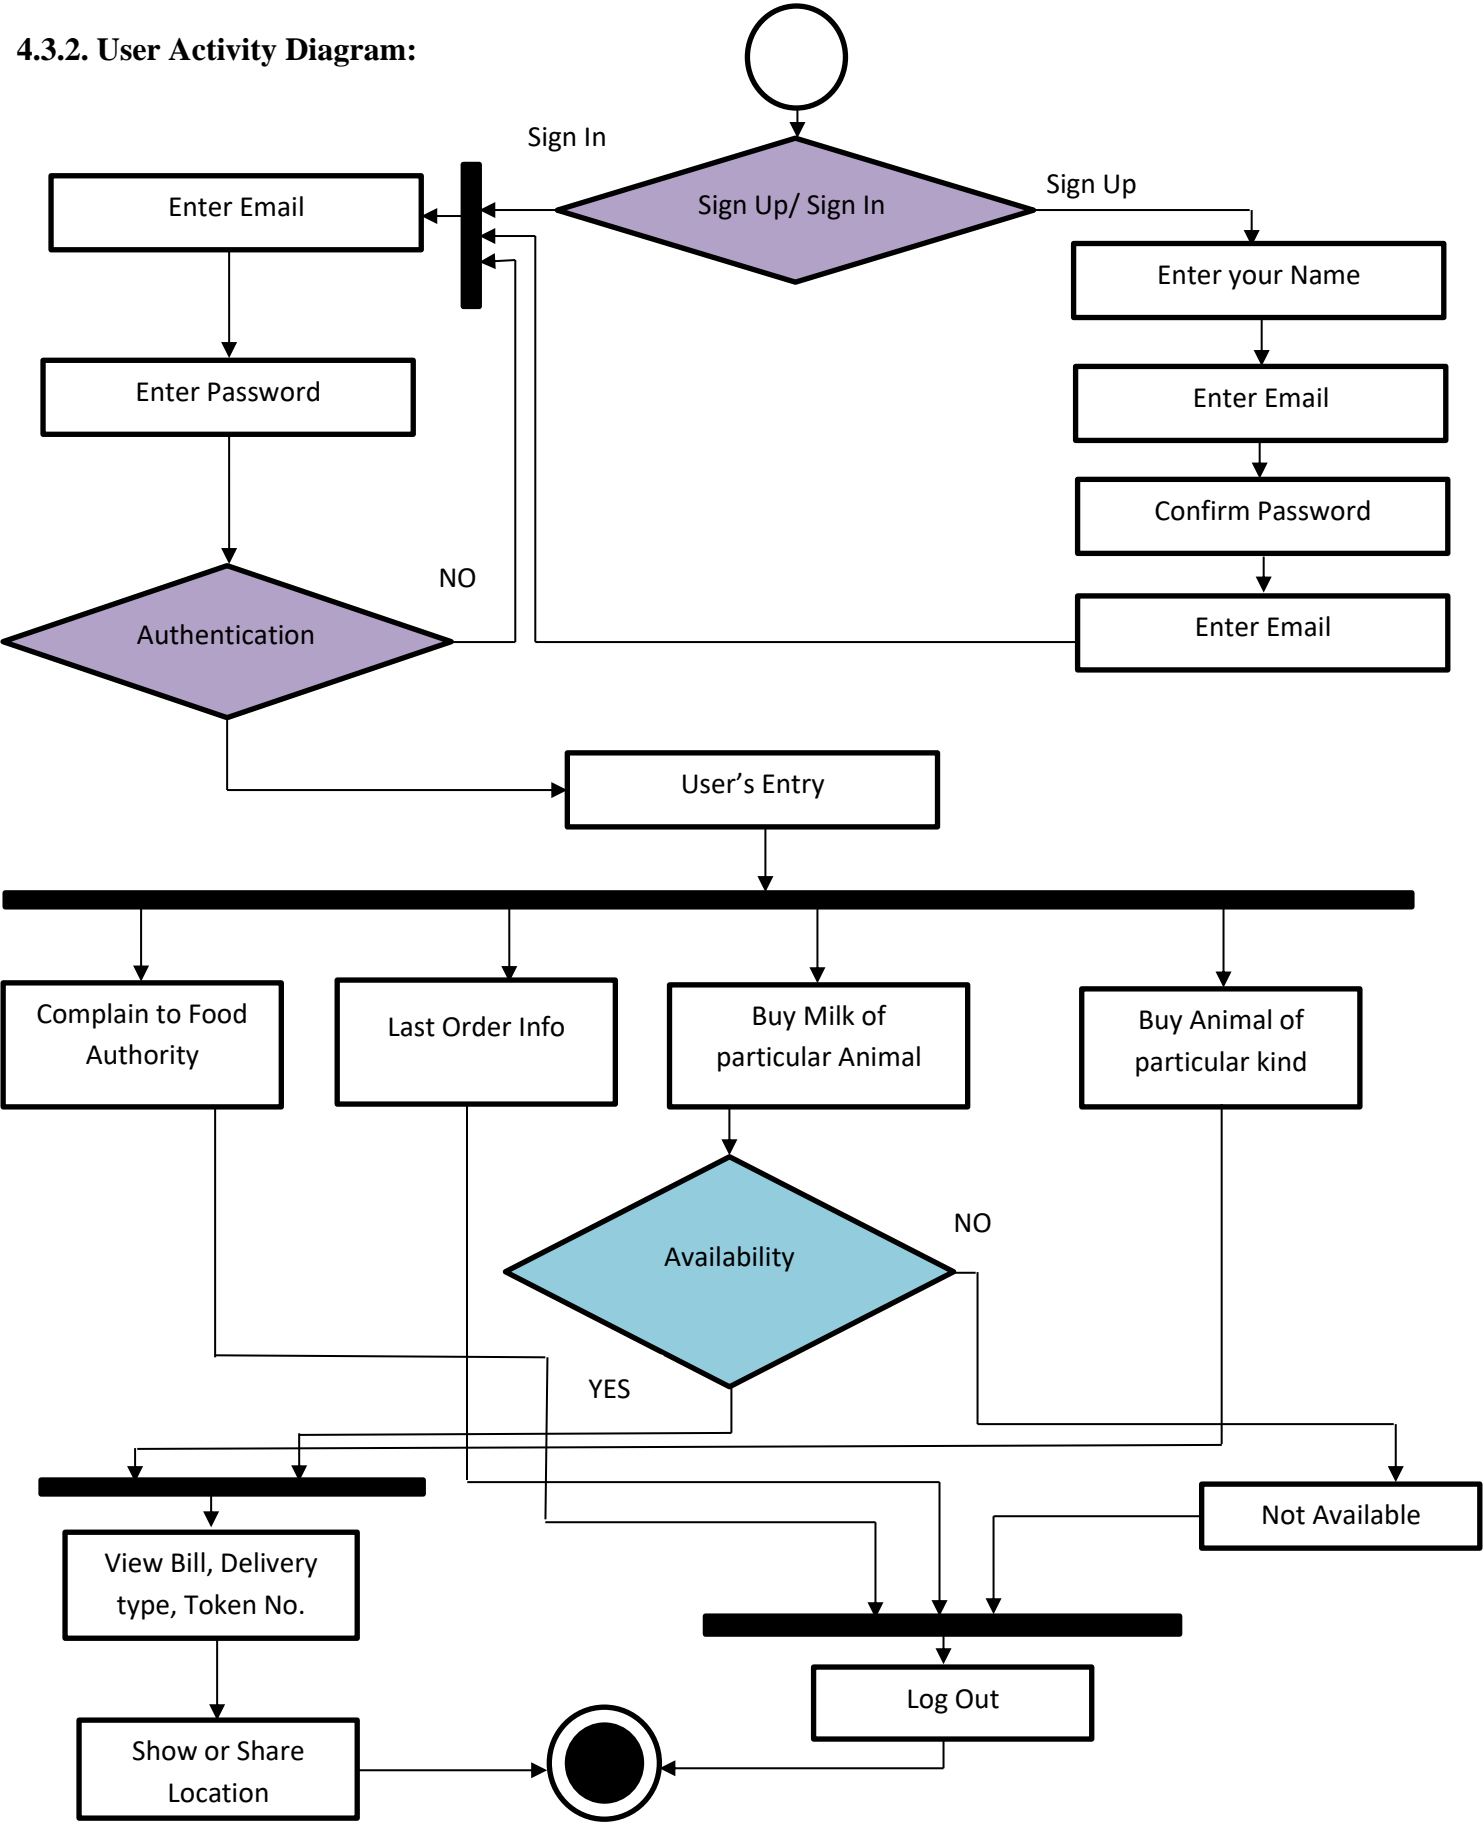 4.3.2. User Activity Diagram:
Sign In
Sign Up/ Sign In
Sign Up
Enter Email
Enter your Name
Enter Password
Enter Email
Confirm Password
NO
Authentication
Enter Email
User’s Entry
Complain to Food
Authority
Last Order Info
Buy Milk of
particular Animal
Buy Animal of
particular kind
NO
Availability
YES
Not Available
View Bill, Delivery
type, Token No.
Log Out
Show or Share
Location